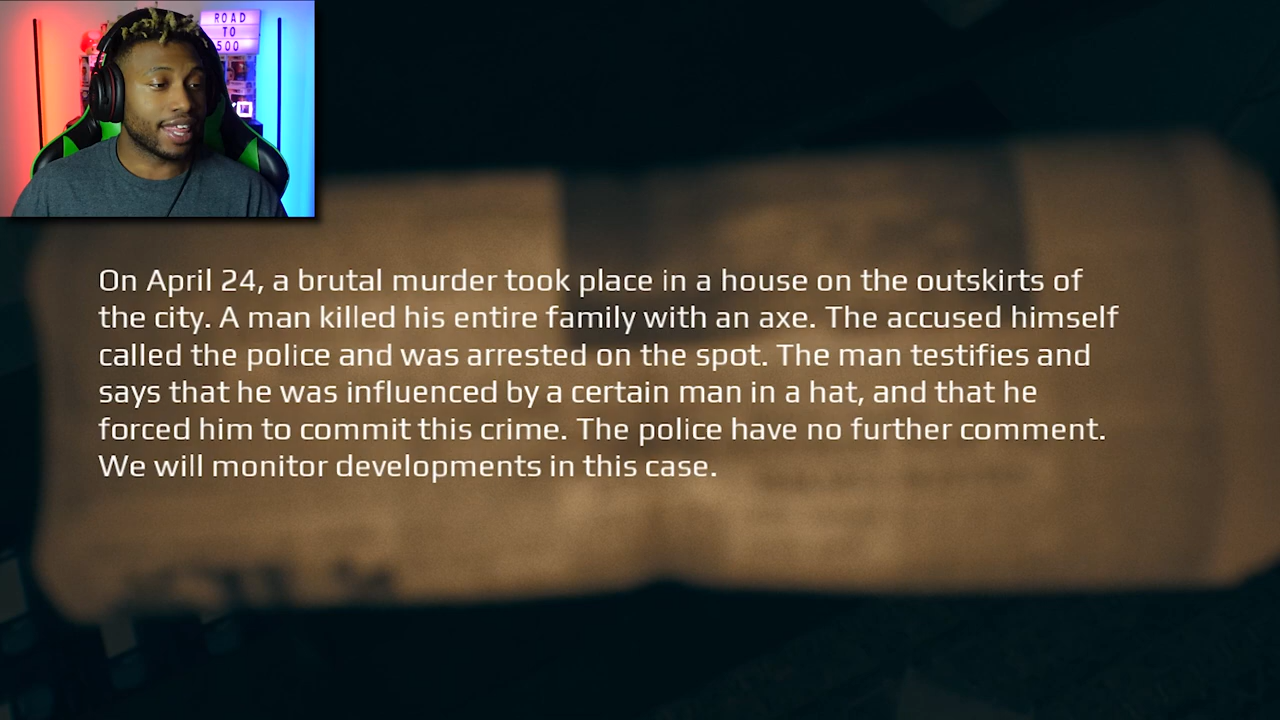 ROAD
TO
500
On April 24, a brutal murder took place in a house on the outskirts of
the city. A man killed his entire family with an axe. The accused himself
called the police and was arrested on the spot. The man testifies and
says that he was influenced by a certain man in a hat, and that he
forced him to commit this crime. The police have no further comment.
We will monitor developments in this case.